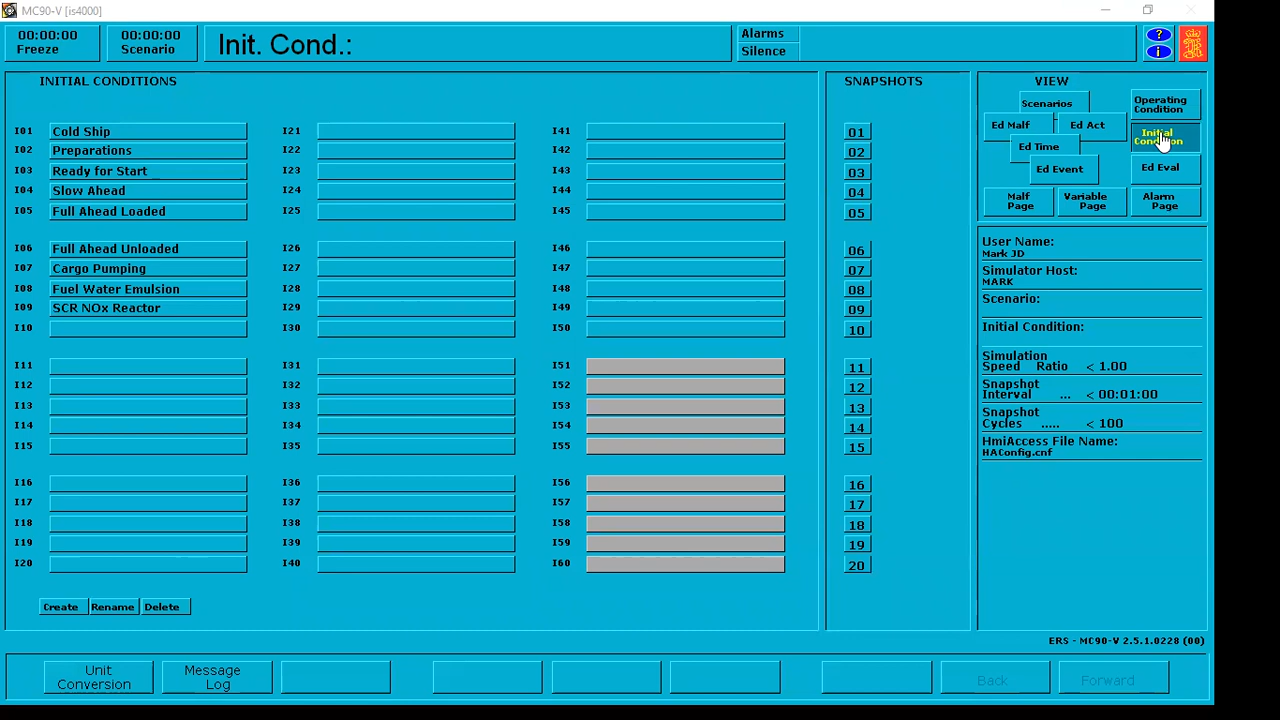 MC90-V [is4000]
00:00:00
Freeze
00:00:00
Scenario
Init. Cond.:
Alarms
Silence
?
i
INITIAL CONDITIONS
SNAPSHOTS
VIEW
I01 Cold Ship
I02 Preparations
I03 Ready for Start _
I04 Slow Ahead
I05 Full Ahead Loaded
I06 Full Ahead Unloaded
I07 Cargo Pumping
I08 Fuel Water Emulsion
I09 SCR NOx Reactor
I10
I11
I12
I13
I14
I15
I16
I17
I18
I19
I20
I21
I22
I23
I24
I25
I26
I27
I28
I29
I30
I31
I32
I33
I34
I35
I36
I37
I38
I39
I40
I41
I42
I43
I44
I45
I46
I47
I48
I49
I50
I51
I52
I53
I54
I55
I56
I57
I58
I59
I60
01
02
03
04
05
06
07
08
09
10
11
12
13
14
15
16
17
18
19
20
Create Rename Delete
Scenarios
Ed Malf
Ed Act
Ed Time
Ed Event
Operating
Condition
Initial
Condition
Ed Eval
Malf
Page
Variable
Page
Alarm
Page
User Name:
Mark JD
Simulator Host:
MARK
Scenario:
Initial Condition:
Simulation
Speed Ratio < 1.00
Snapshot
Interval ... < 00:01:00
Snapshot
Cycles ..... < 100
HmiAccess File Name:
HAConfig.cnf
ERS - MC90-V 2.5.1.0228 (00)
Unit
Conversion
Message
Log
Back
Forward